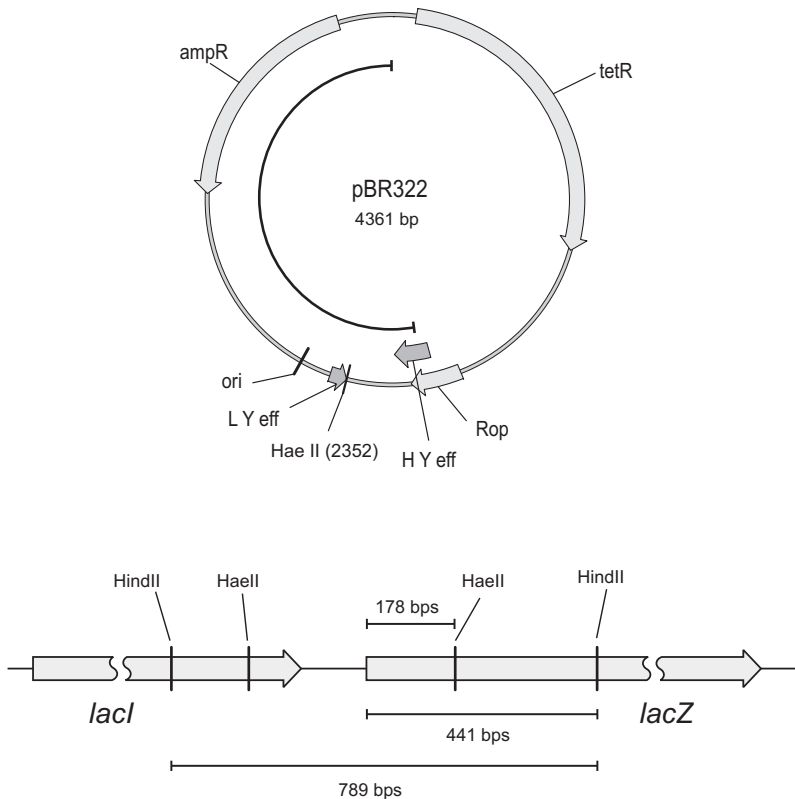 ampR
tetR
pBR322
4361 bp
ori
L Y eff
Hae II (2352)
H Y eff
Rop
HindII
HaeII
178 bps
HaeII
HindII
lacI
lacZ
441 bps
789 bps